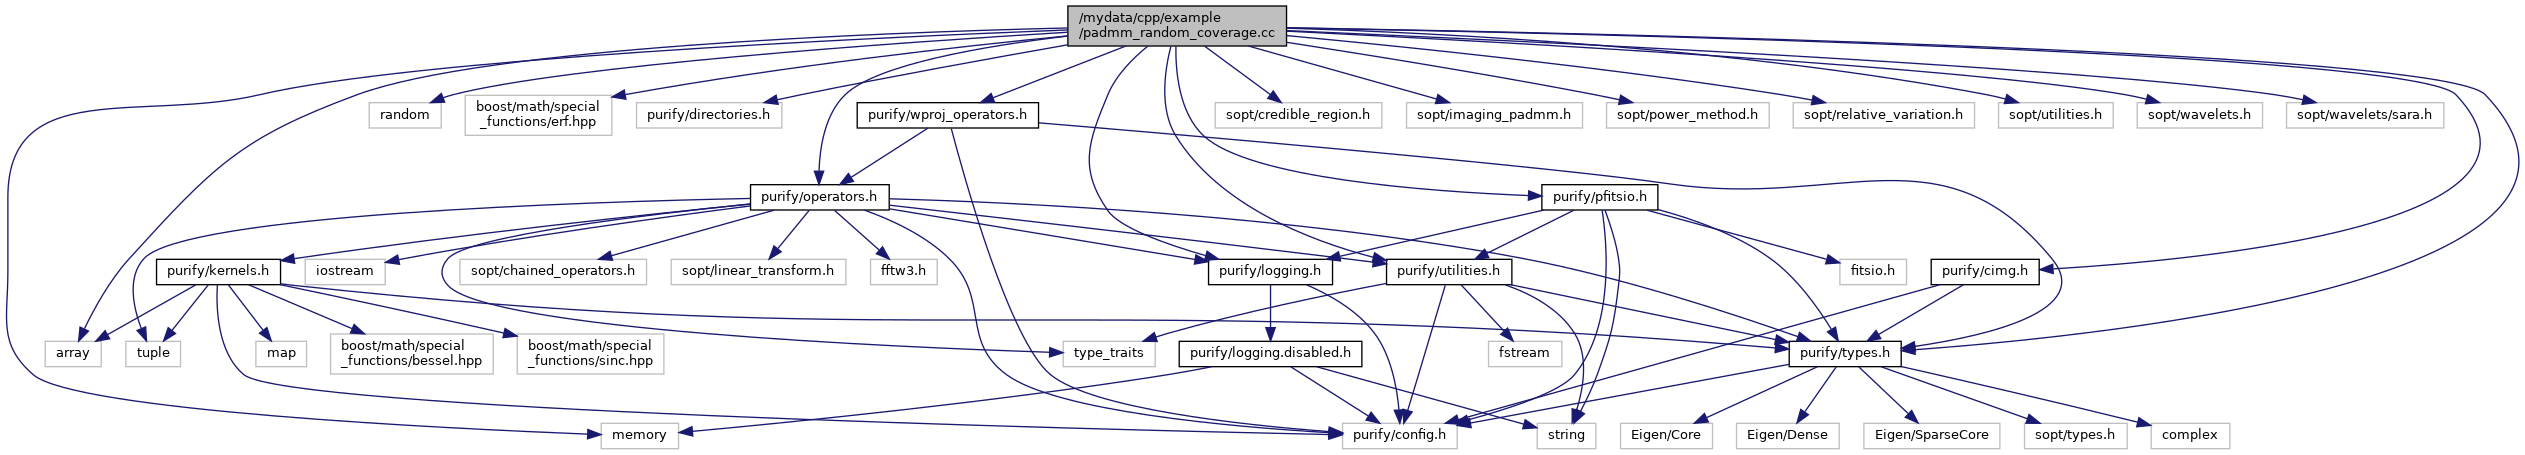 /mydata/cpp/example
/padmm_random_coverage.cc
random
boost/math/special
_functions/erf.hpp
purify/directories.h
purify/wproj_operators.h
sopt/credible_region.h
sopt/imaging_padmm.h
sopt/power_method.h
sopt/relative_variation.h
sopt/utilities.h
sopt/wavelets.h
sopt/wavelets/sara.h
purify/operators.h
purify/pfitsio.h
purify/kernels.h
iostream
sopt/chained_operators.h
sopt/linear_transform.h
fftw3.h
purify/logging.h
purify/utilities.h
fitsio.h
purify/cimg.h
array
tuple
map
boost/math/special
_functions/bessel.hpp
boost/math/special
_functions/sinc.hpp
type_traits
purify/logging.disabled.h
fstream
purify/types.h
memory
purify/config.h
string
Eigen/Core
Eigen/Dense
Eigen/SparseCore
sopt/types.h
complex